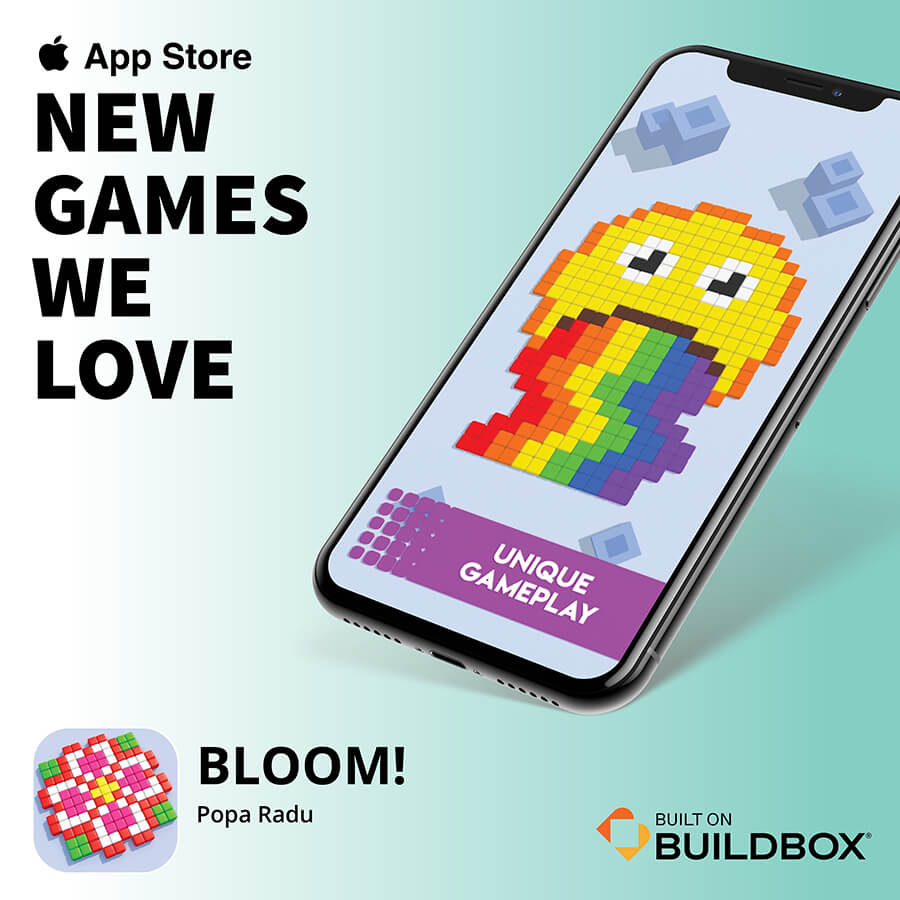 App Store
NEW
GAMES
WE
LOVE
UNIQUE
GAMEPLAY
BLOOM!
Popa Radu
BUILT ON
BUILDBOX®